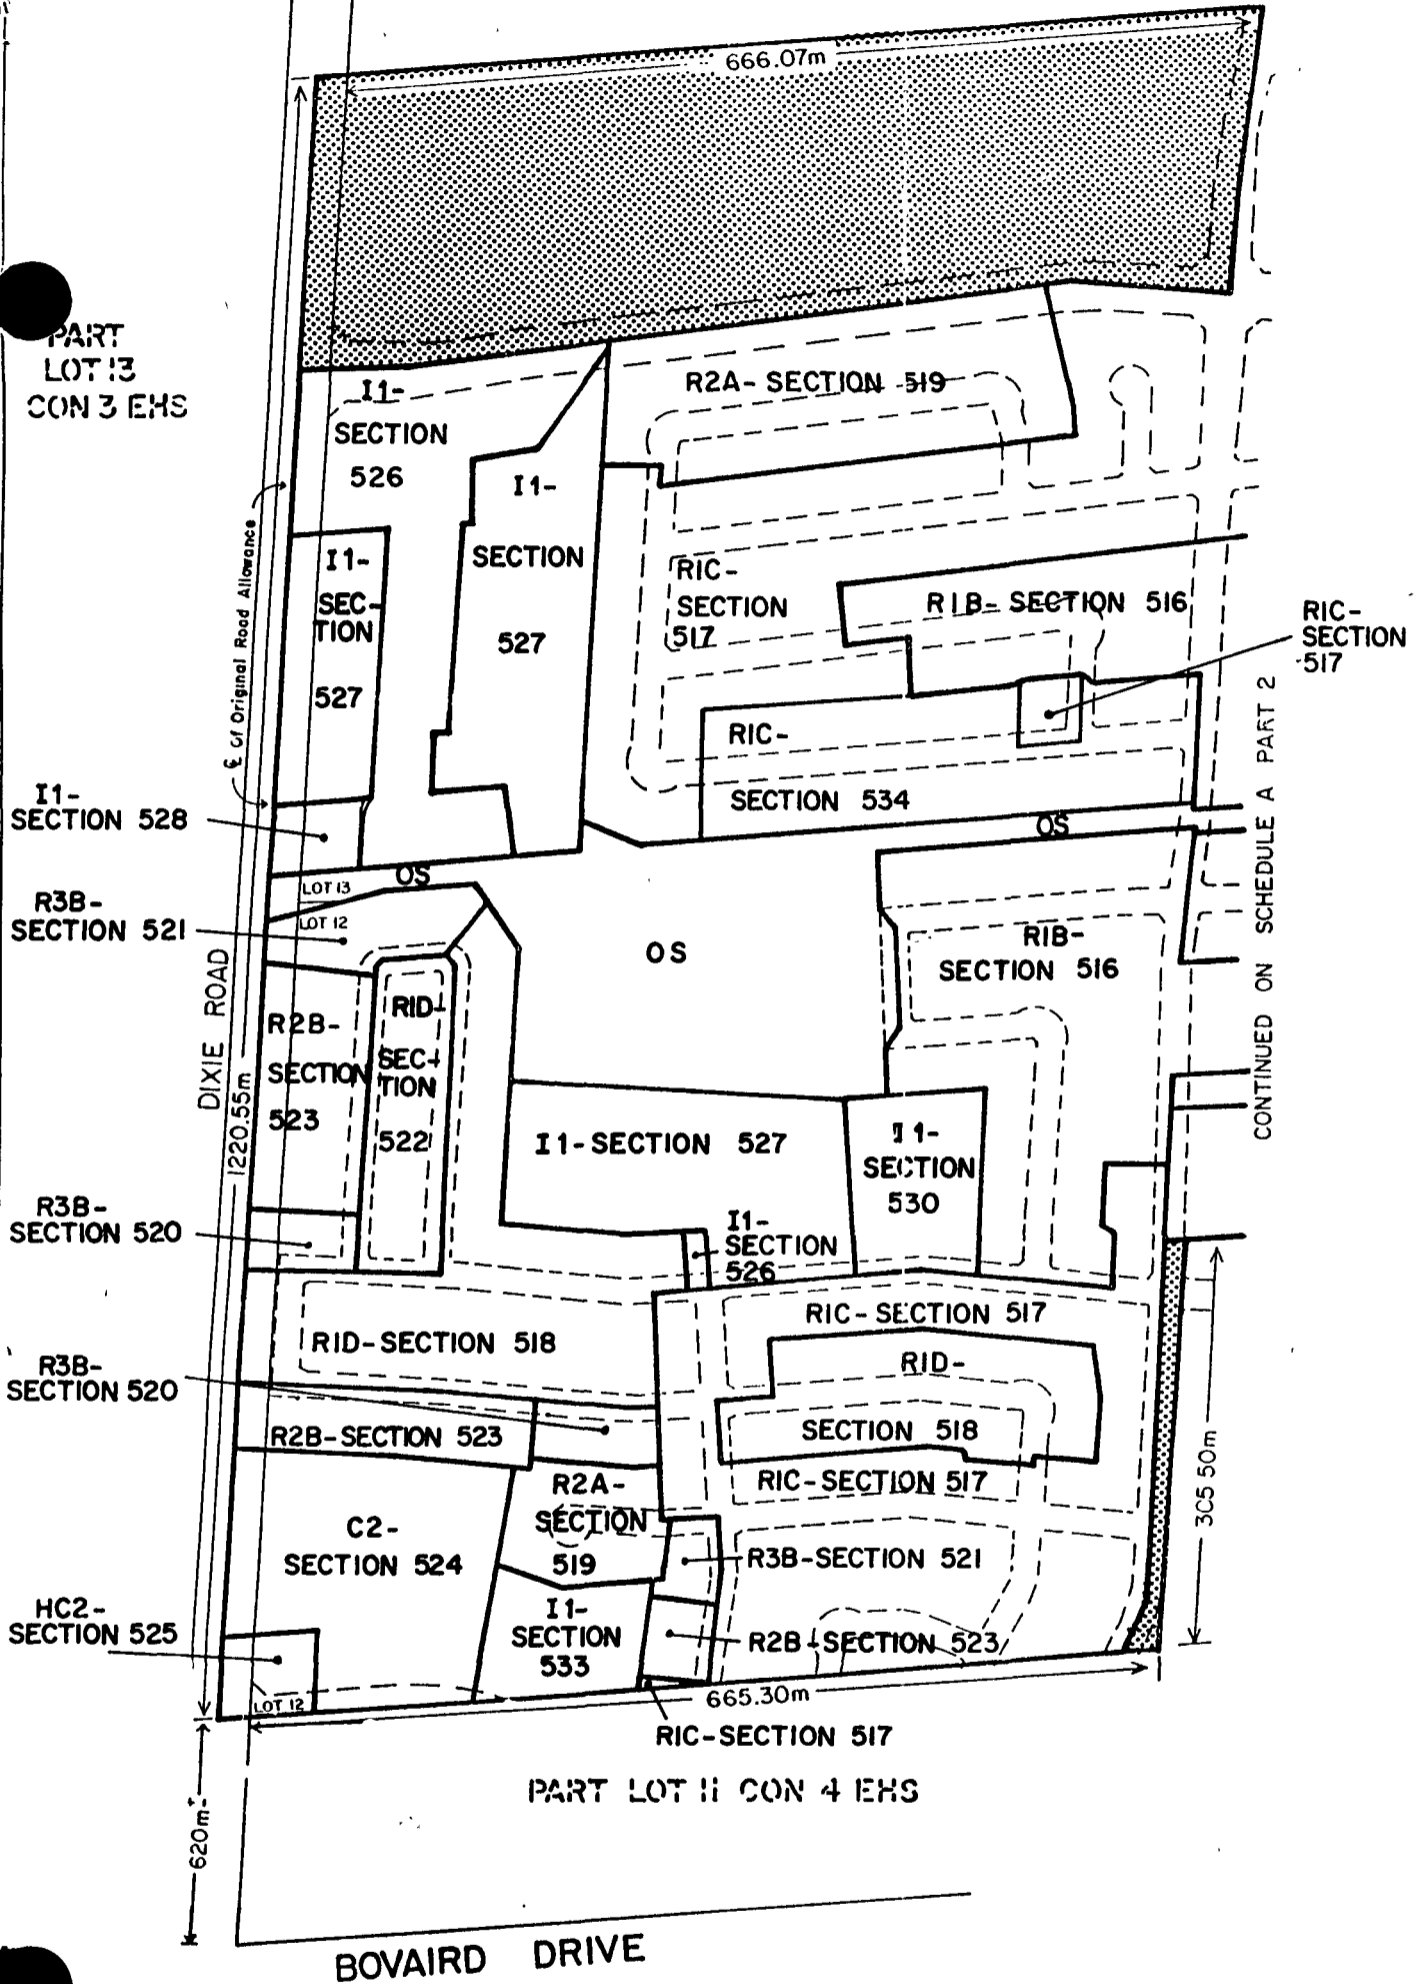 666.07m
PART
LOT 13
CON 3 EHS
I1-
SECTION
526
R2A- SECTION 519
I1-
SECTION
527
I1-
SEC-
TION
527
℄ Of Original Road Allowance
RIC-
SECTION
517
R1B- SECTION 516
RIC-
SECTION
517
RIC-
SECTION 534
I1-
SECTION 528
OS
OS
LOT 13
LOT 12
R3B-
SECTION 521
OS
RIB-
SECTION 516
CONTINUED ON SCHEDULE A PART 2
DIXIE ROAD
1220.55m
R2B-
SECTION
523
RID-
SEC-
TION
522
I1-SECTION 527
I1-
SECTION
530
R3B-
SECTION 520
I1-
SECTION
526
RIC-SECTION 517
RID-SECTION 518
RID-
SECTION 518
R3B-
SECTION 520
R2B-SECTION 523
RIC-SECTION 517
305.50m
R2A-
SECTION
519
C2-
SECTION 524
R3B-SECTION 521
HC2-
SECTION 525
I1-
SECTION
533
R2B-SECTION 523
LOT 12
665.30m
RIC-SECTION 517
PART LOT 11 CON 4 EHS
620m±
BOVAIRD DRIVE